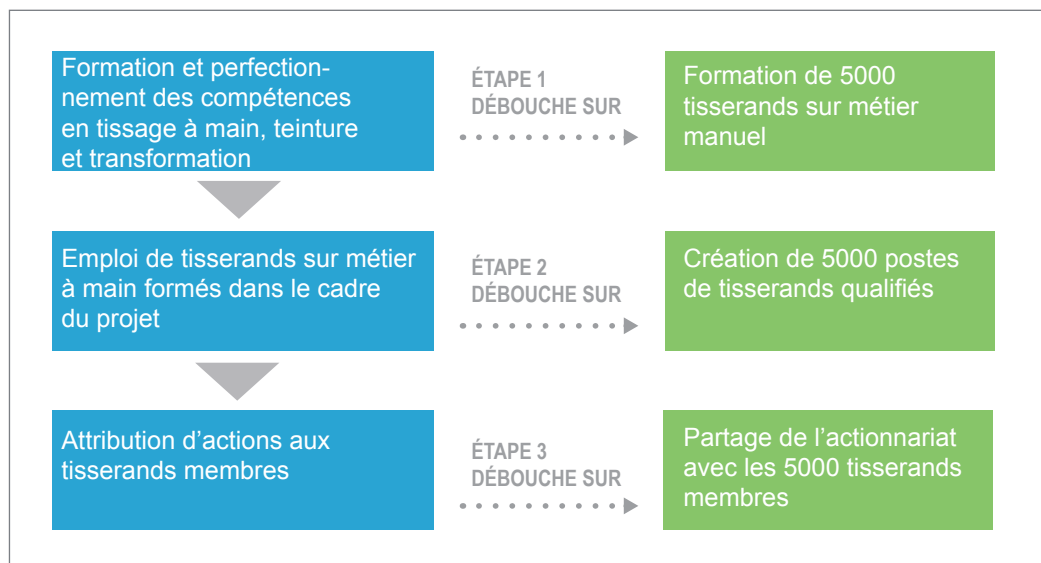 Formation et perfection-
nement des compétences
en tissage à main, teinture
et transformation
ÉTAPE 1
DÉBOUCHE SUR
Formation de 5000
tisserands sur métier
manuel
Emploi de tisserands sur métier
à main formés dans le cadre
du projet
ÉTAPE 2
DÉBOUCHE SUR
Création de 5000 postes
de tisserands qualifiés
Attribution d’actions aux
tisserands membres
ÉTAPE 3
DÉBOUCHE SUR
Partage de l’actionnariat
avec les 5000 tisserands
membres